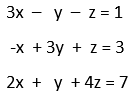 3x − y − z = 1
-x + 3y + z = 3
2x + y + 4z = 7